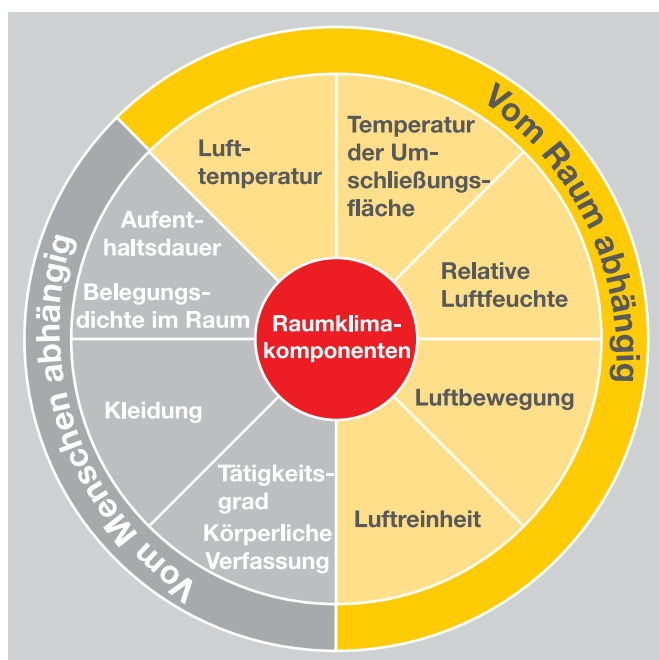 Vom Raum abhängig
Luft-
temperatur
Temperatur
der Um-
schließungs-
fläche
Relative
Luftfeuchte
Luftbewegung
Luftreinheit
Vom Menschen abhängig
Aufent-
haltsdauer
Belegungs-
dichte im Raum
Kleidung
Tätigkeits-
grad
Körperliche
Verfassung
Raumklima-
komponenten